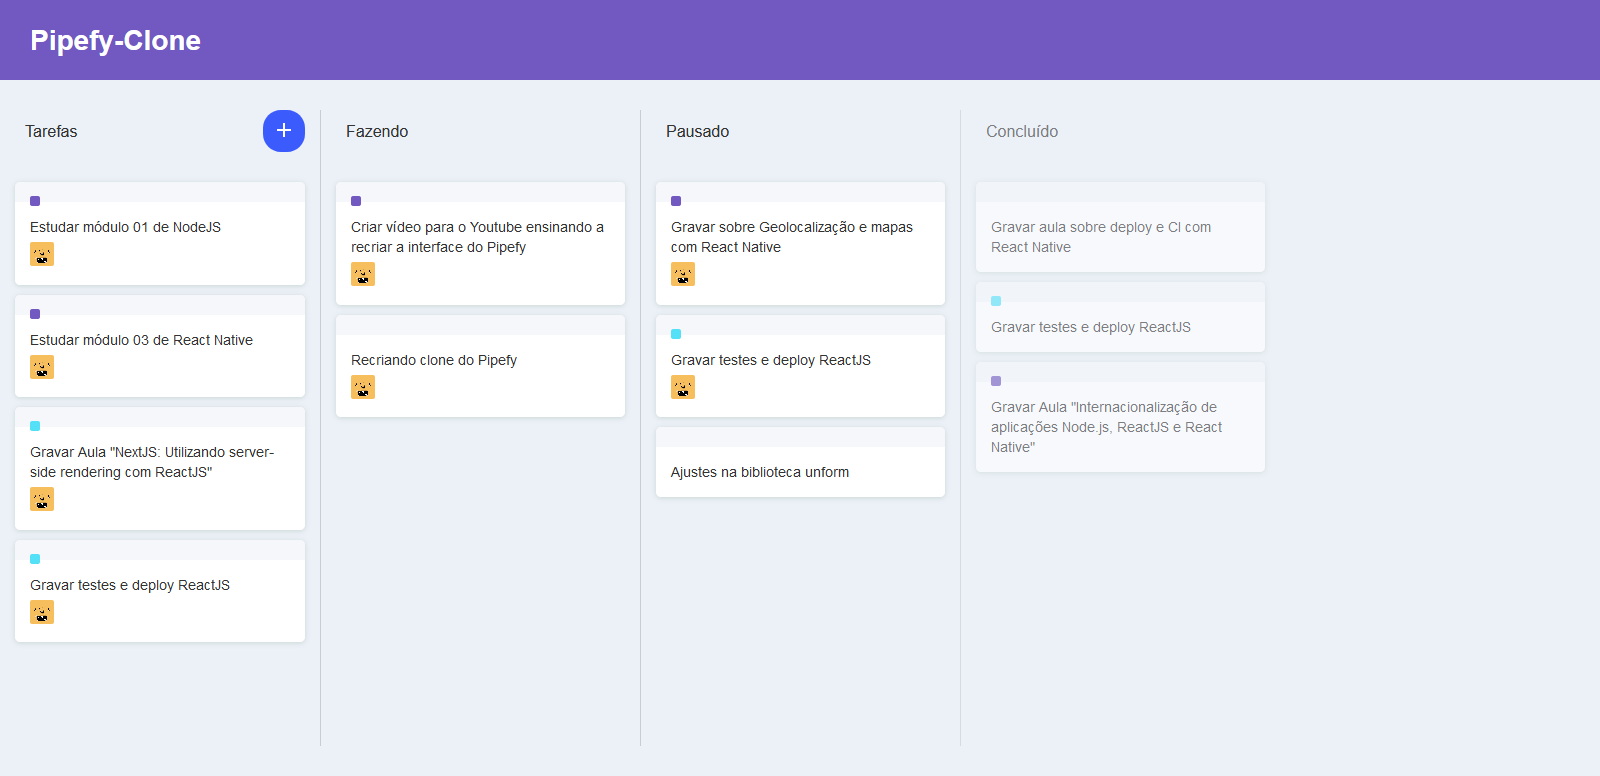 Pipefy-Clone
Tarefas
Estudar módulo 01 de NodeJS
Estudar módulo 03 de React Native
Gravar Aula "NextJS: Utilizando server-
side rendering com ReactJS"
Gravar testes e deploy ReactJS
Fazendo
Criar vídeo para o Youtube ensinando a
recriar a interface do Pipefy
Recriando clone do Pipefy
Pausado
Gravar sobre Geolocalização e mapas
com React Native
Gravar testes e deploy ReactJS
Ajustes na biblioteca unform
Concluído
Gravar aula sobre deploy e CI com
React Native
Gravar testes e deploy ReactJS
Gravar Aula "Internacionalização de
aplicações Node.js, ReactJS e React
Native"